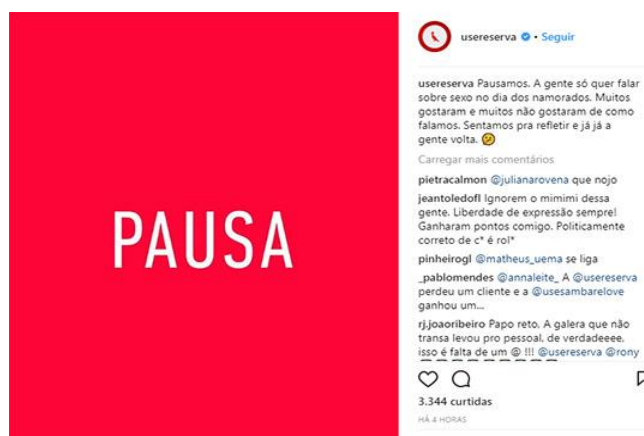 PAUSA
usereserva • Seguir
usereserva Pausamos. A gente só quer falar
sobre sexo no dia dos namorados. Muitos
gostaram e muitos não gostaram de como
falamos. Sentamos pra refletir e já já a
gente volta.
Carregar mais comentários
pietracalmon @julianarovena que nojo
jeantoledofl Ignorem o mimimi dessa
gente. Liberdade de expressão sempre!
Ganharam pontos comigo. Politicamente
correto de c* é rol*
pinheirogl @matheus_uema se liga
_pablomendes @annaleite_ A @usereserva
perdeu um cliente e a @usesambarelove
ganhou um...
rj.joaoribeiro Papo reto. A galera que não
transa levou pro pessoal, de verdadeeee,
isso é falta de um @ !!! @usereserva @rony
3.344 curtidas
HÁ 4 HORAS